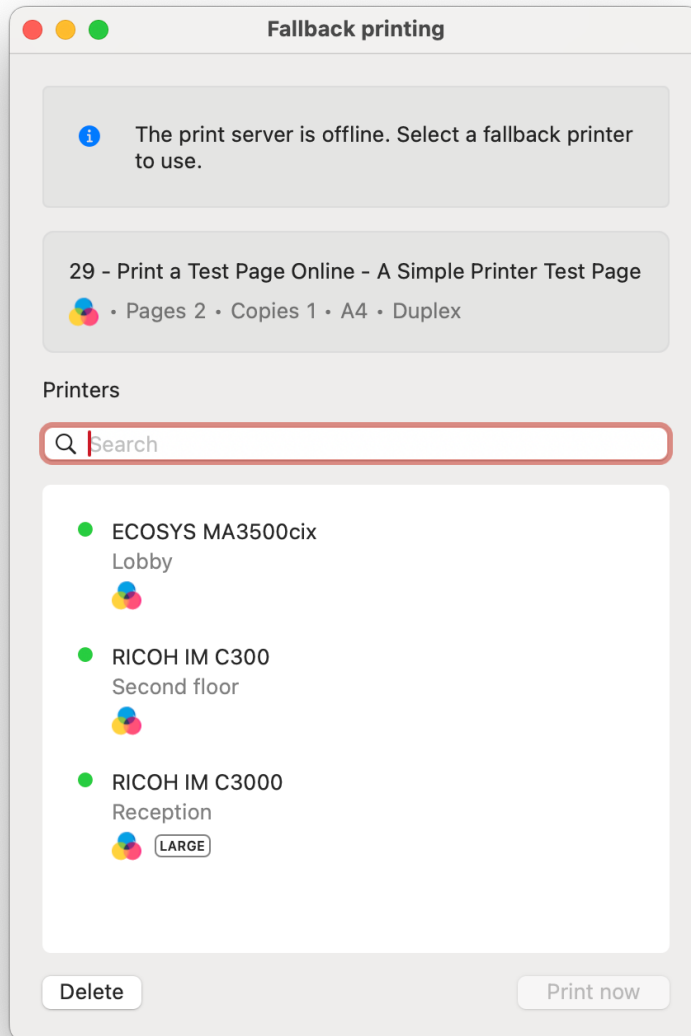 Fallback printing
The print server is offline. Select a fallback printer
to use.
29 - Print a Test Page Online - A Simple Printer Test Page
• Pages 2 • Copies 1 • A4 • Duplex
Printers
Search
ECOSYS MA3500cix
Lobby
RICOH IM C300
Second floor
RICOH IM C3000
Reception
LARGE
Delete
Print now